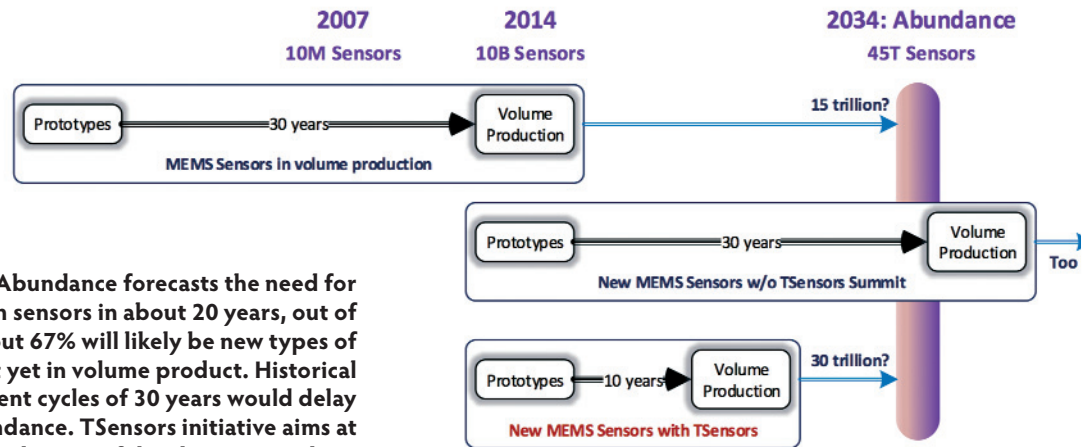 2007
2014
2034: Abundance
10M Sensors
10B Sensors
45T Sensors
Prototypes
30 years
Volume
Production
15 trillion?
MEMS Sensors in volume production
Prototypes
30 years
Volume
Production
Too
New MEMS Sensors w/o TSensors Summit
Abundance forecasts the need for
sensors in about 20 years, out of
67% will likely be new types of
yet in volume product. Historical
cycles of 30 years would delay
TSensors initiative aims at
Prototypes
10 years
Volume
Production
30 trillion?
New MEMS Sensors with TSensors